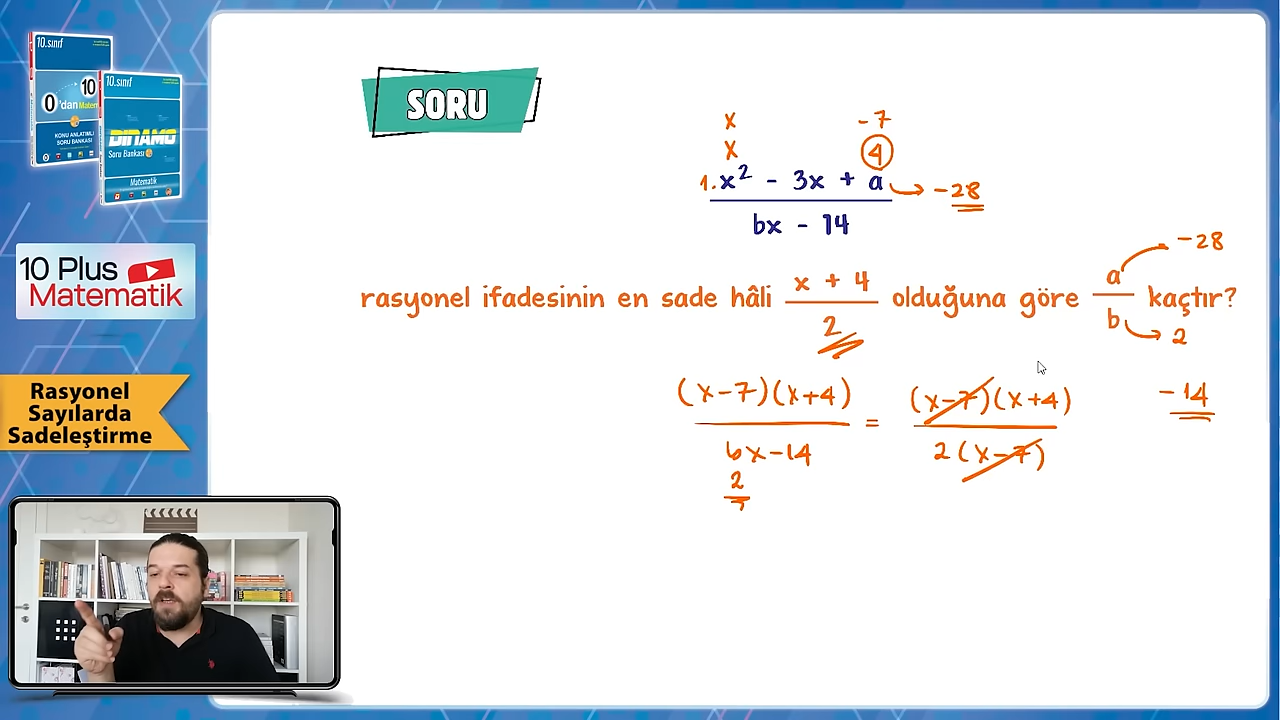 10.sınıf
0'dan 10
Matem
KONU ANLATIMLI
SORU BANKASI
10.sınıf
DİNAMO
Soru Bankası
Matematik
10 Plus
Matematik
Rasyonel
Sayılarda
Sadeleştirme
SORU
x -7
x 4
1.x² - 3x + a → -28
bx - 14
rasyonel ifadesinin en sade hâli x + 4 / 2 olduğuna göre a / b kaçtır?
-28
2
(x-7)(x+4) / bx-14 = (x-7)(x+4) / 2(x-7)
2
-14